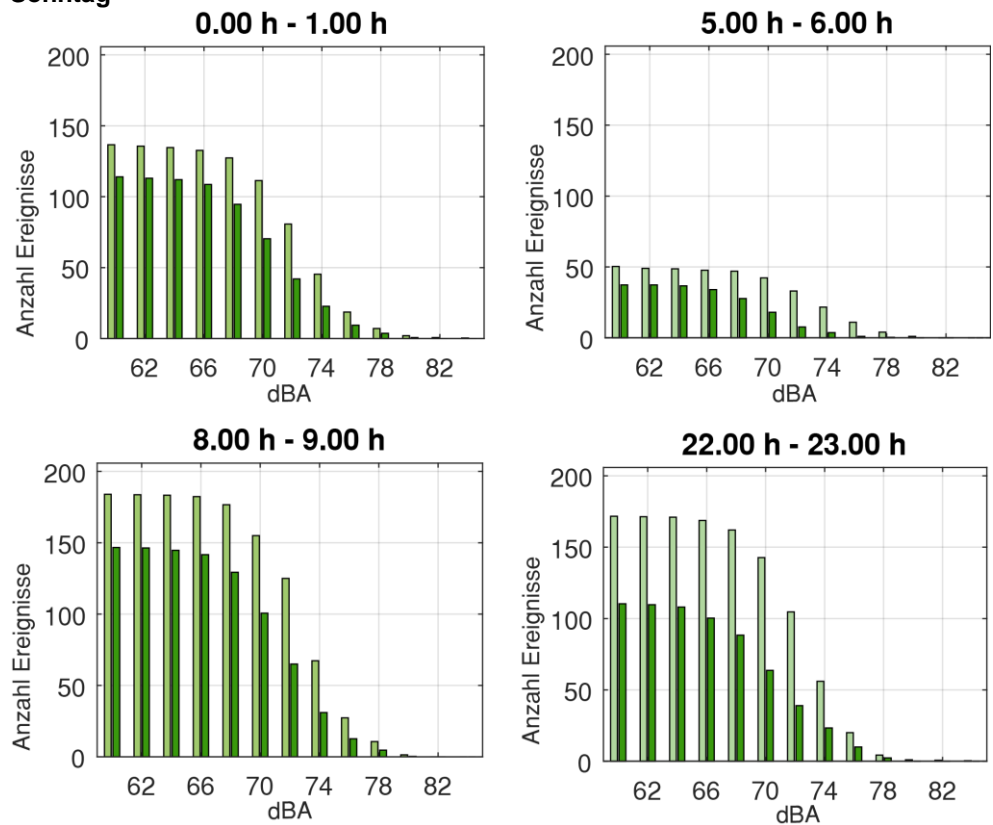 Sonntag
0.00 h - 1.00 h
200
150
100
50
0
Anzahl Ereignisse
62 66 70 74 78 82
dBA
5.00 h - 6.00 h
200
150
100
50
0
Anzahl Ereignisse
62 66 70 74 78 82
dBA
8.00 h - 9.00 h
200
150
100
50
0
Anzahl Ereignisse
62 66 70 74 78 82
dBA
22.00 h - 23.00 h
200
150
100
50
0
Anzahl Ereignisse
62 66 70 74 78 82
dBA